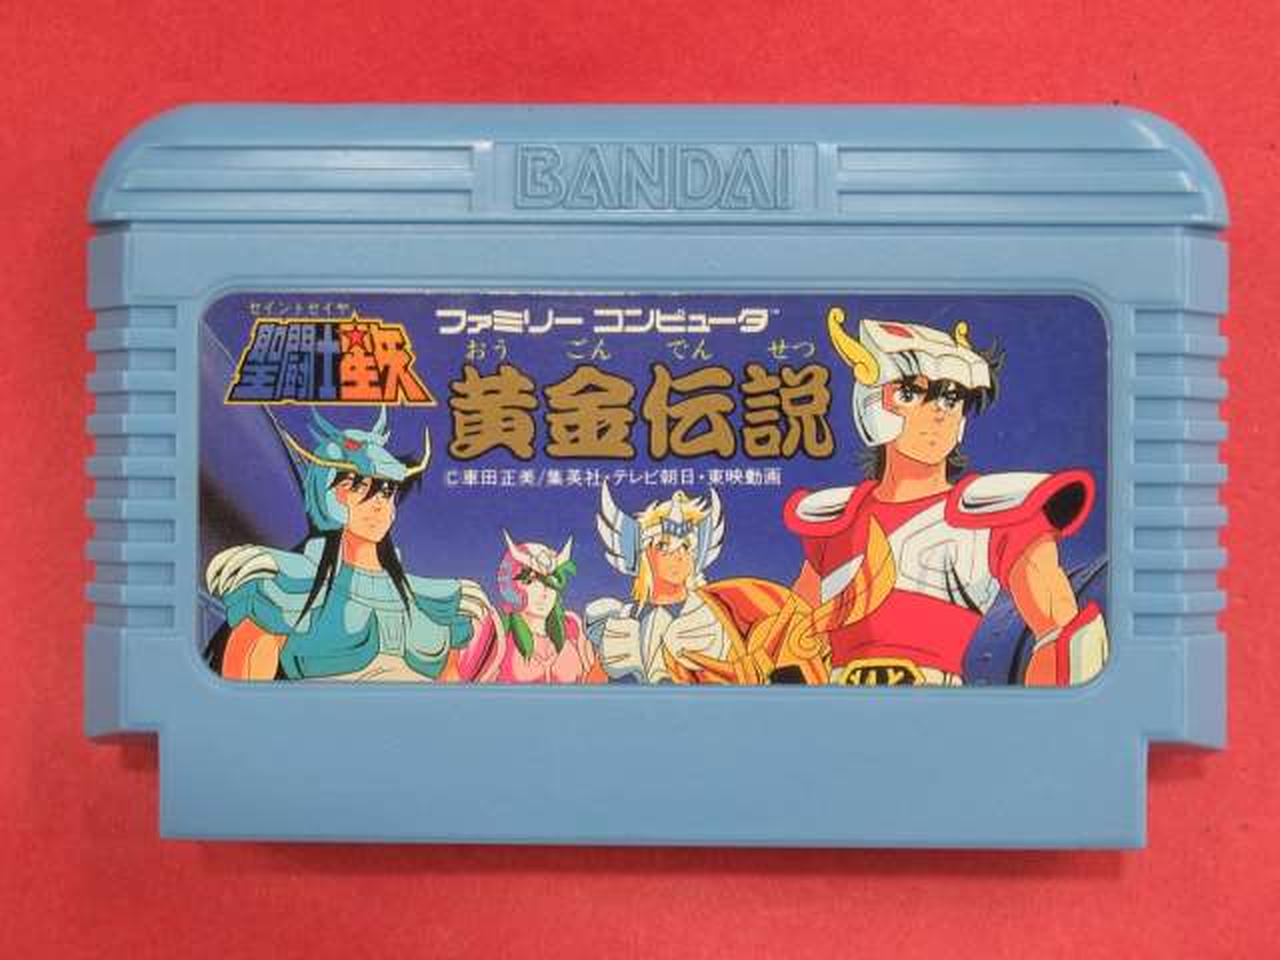 BANDAI
セイントセイヤ
聖闘士星矢
ファミリー コンピュータ™
おう ごん でん せつ
黄金伝説
©車田正美/集英社・テレビ朝日・東映動画